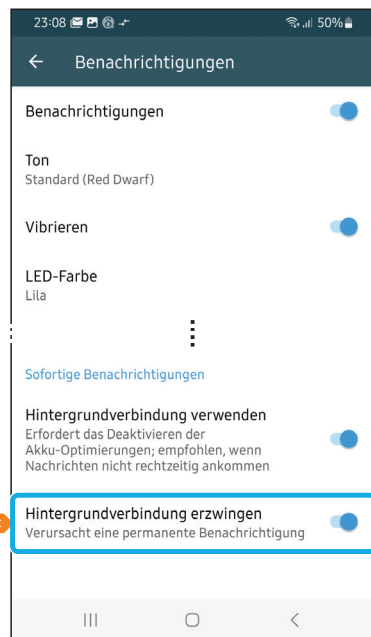 23:08 50%
Benachrichtigungen
Benachrichtigungen
Ton
Standard (Red Dwarf)
Vibrieren
LED-Farbe
Lila
Sofortige Benachrichtigungen
Hintergrundverbindung verwenden
Erfordert das Deaktivieren der
Akku-Optimierungen; empfohlen, wenn
Nachrichten nicht rechtzeitig ankommen
Hintergrundverbindung erzwingen
Verursacht eine permanente Benachrichtigung